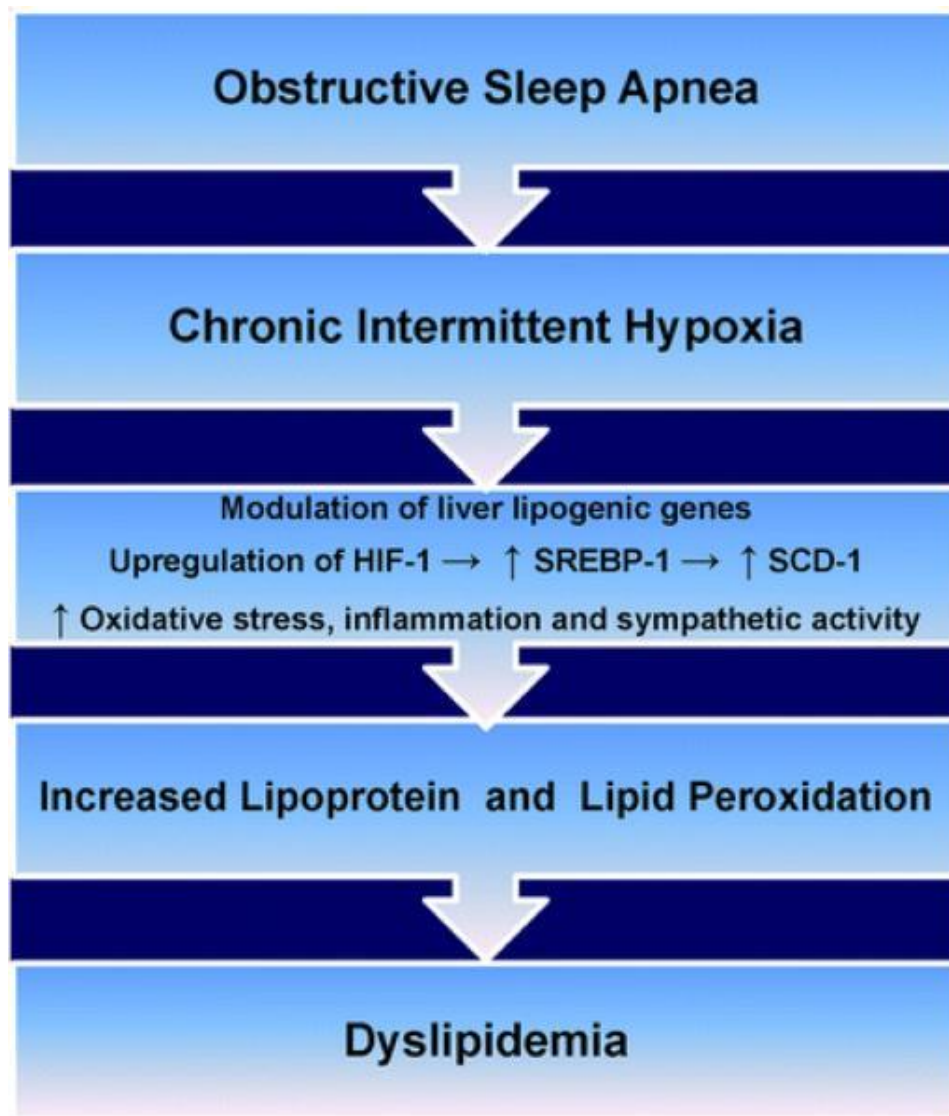 Obstructive Sleep Apnea
Chronic Intermittent Hypoxia
Modulation of liver lipogenic genes
Upregulation of HIF-1 → ↑ SREBP-1 → ↑ SCD-1
↑ Oxidative stress, inflammation and sympathetic activity
Increased Lipoprotein and Lipid Peroxidation
Dyslipidemia